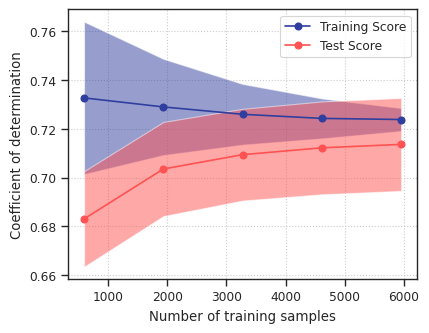 Coefficient of determination
0.76
0.74
0.72
0.70
0.68
0.66
Training Score
Test Score
1000 2000 3000 4000 5000 6000
Number of training samples